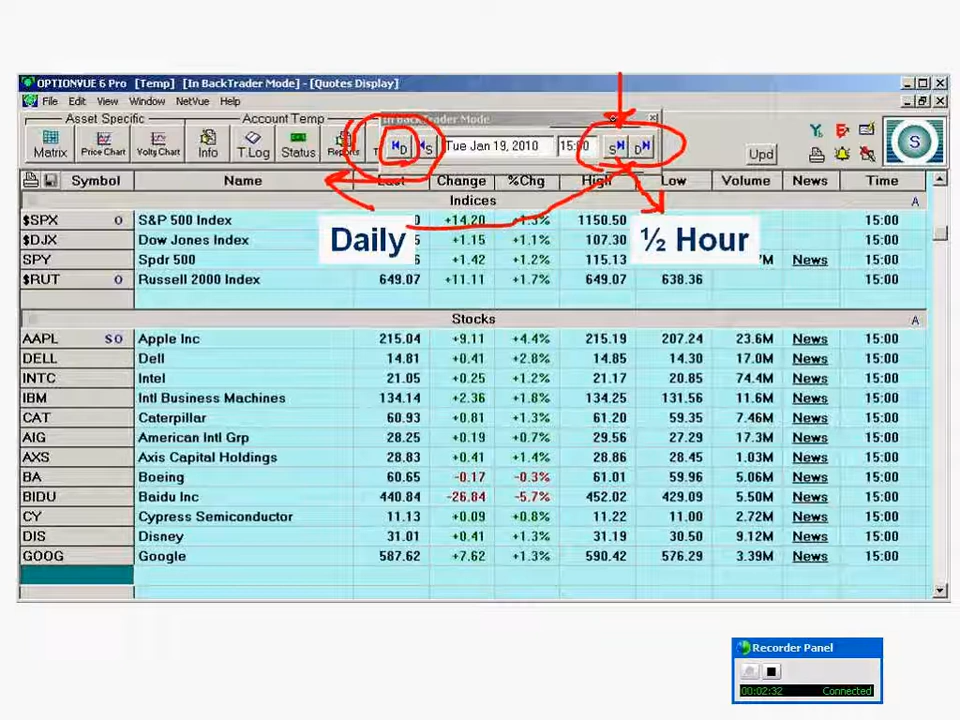 OPTIONVUE 6 Pro [Temp] [In BackTrader Mode] - [Quotes Display]
File Edit View Window NetVue Help
Asset Specific Account Temp In BackTrader Mode
Matrix Price Chart Volty Chart Info T.Log Status Reports D S Tue Jan 19, 2010 15:00 S D Upd S
Symbol Name Last Change %Chg High Low Volume News Time
Indices A
$SPX O S&P 500 Index +14.20 +1.3% 1150.50 15:00
$DJX Dow Jones Index +1.15 +1.1% 107.30 15:00
Daily ½ Hour
SPY Spdr 500 +1.42 +1.2% 115.13 News 15:00
$RUT O Russell 2000 Index 649.07 +11.11 +1.7% 649.07 638.36 15:00
Stocks A
AAPL SO Apple Inc 215.04 +9.11 +4.4% 215.19 207.24 23.6M News 15:00
DELL Dell 14.81 +0.41 +2.8% 14.85 14.30 17.0M News 15:00
INTC Intel 21.05 +0.25 +1.2% 21.17 20.85 74.4M News 15:00
IBM Intl Business Machines 134.14 +2.36 +1.8% 134.25 131.56 11.6M News 15:00
CAT Caterpillar 60.93 +0.81 +1.3% 61.20 59.35 7.46M News 15:00
AIG American Intl Grp 28.25 +0.19 +0.7% 29.56 27.29 17.3M News 15:00
AXS Axis Capital Holdings 28.83 +0.41 +1.4% 28.86 28.45 1.03M News 15:00
BA Boeing 60.65 -0.17 -0.3% 61.01 59.96 5.06M News 15:00
BIDU Baidu Inc 440.84 -26.84 -5.7% 452.02 429.09 5.50M News 15:00
CY Cypress Semiconductor 11.13 +0.09 +0.8% 11.22 11.00 2.72M News 15:00
DIS Disney 31.01 +0.41 +1.3% 31.19 30.50 9.12M News 15:00
GOOG Google 587.62 +7.62 +1.3% 590.42 576.29 3.39M News 15:00
Recorder Panel
00:02:32 Connected